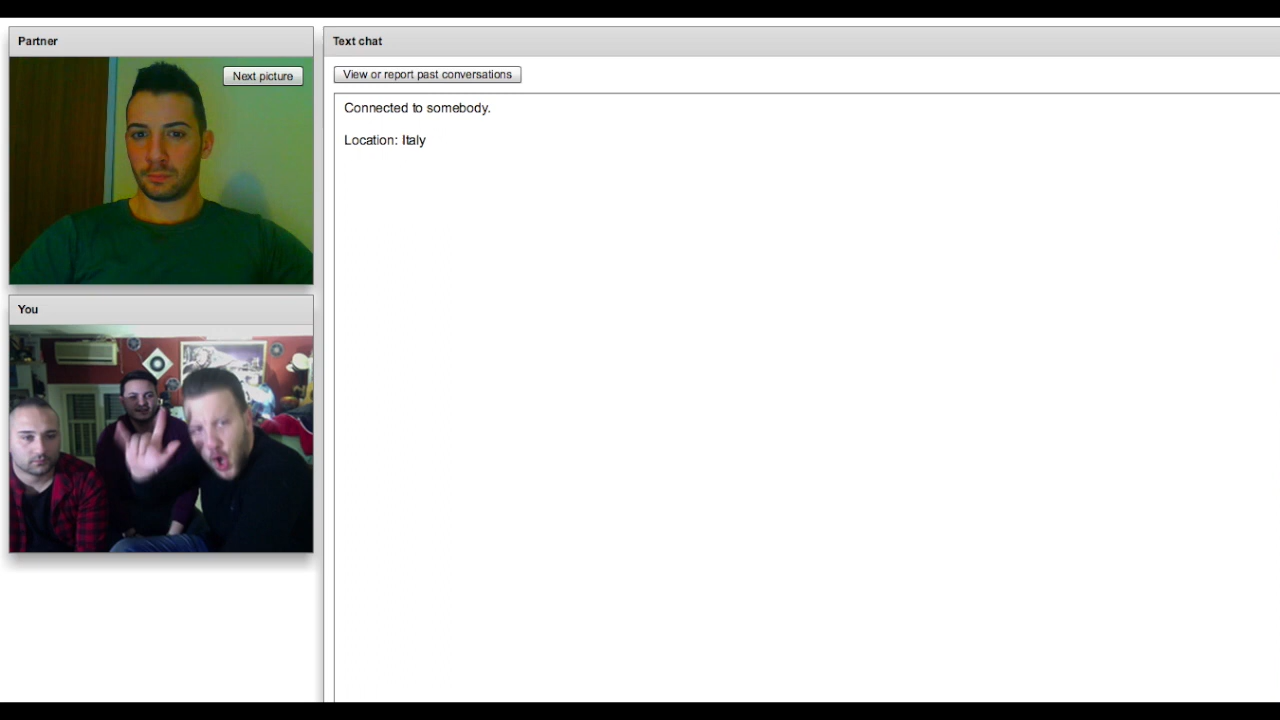 Partner
Next picture
You
Text chat
View or report past conversations
Connected to somebody.
Location: Italy